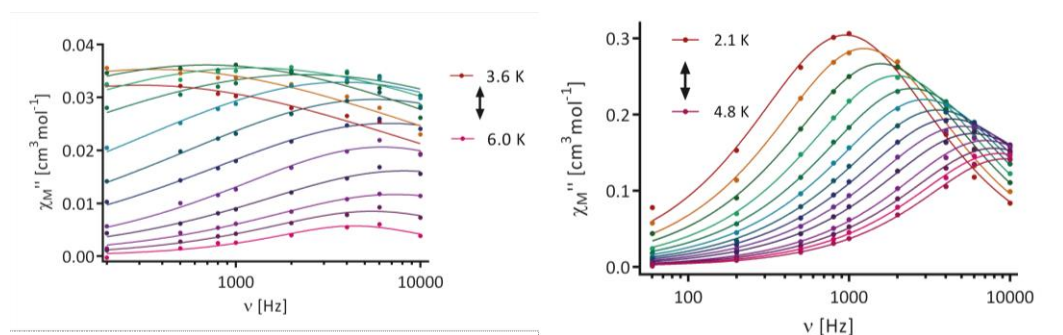 0.04
0.03
0.02
0.01
0.00
χM'' [cm³mol⁻¹]
1000
10000
ν [Hz]
3.6 K
6.0 K
0.3
0.2
0.1
0.0
χM'' [cm³mol⁻¹]
100
1000
10000
ν [Hz]
2.1 K
4.8 K